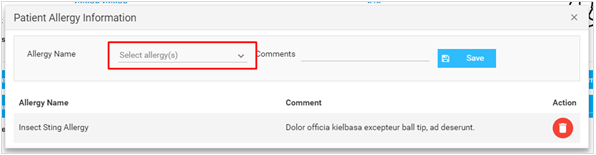 Patient Allergy Information
Allergy Name Select allergy(s) Comments Save
Allergy Name Comment Action
Insect Sting Allergy Dolor officia kielbasa excepteur ball tip, ad deserunt.